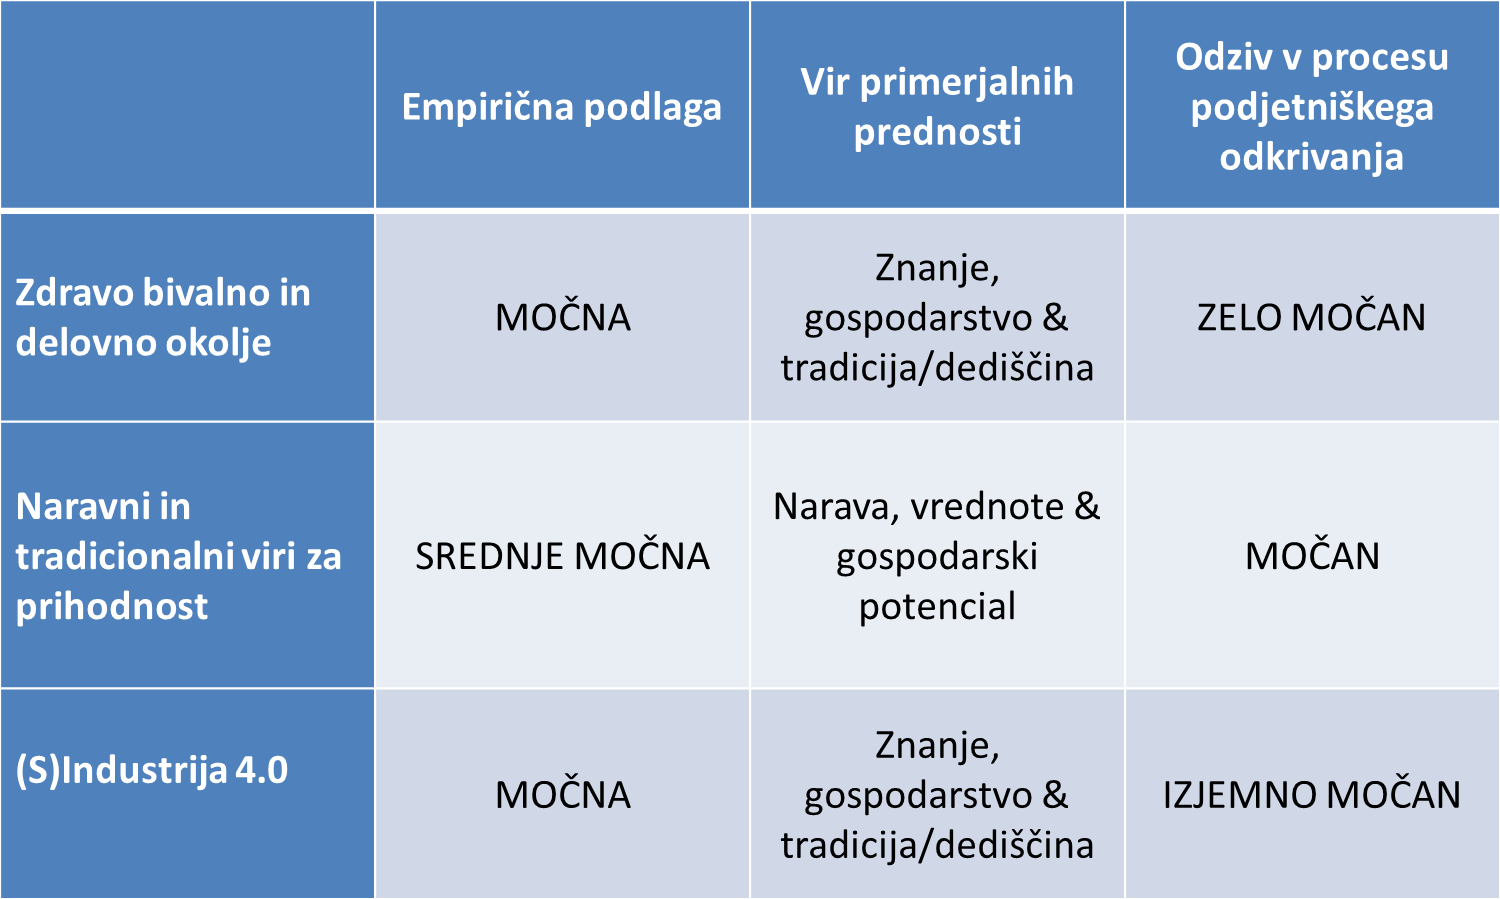 Empirična podlaga
Vir primerjalnih
prednosti
Odziv v procesu
podjetniškega
odkrivanja
Zdravo bivalno in
delovno okolje
MOČNA
Znanje,
gospodarstvo &
tradicija/dediščina
ZELO MOČAN
Naravni in
tradicionalni viri za
prihodnost
SREDNJE MOČNA
Narava, vrednote &
gospodarski
potencial
MOČAN
(S)Industrija 4.0
MOČNA
Znanje,
gospodarstvo &
tradicija/dediščina
IZJEMNO MOČAN